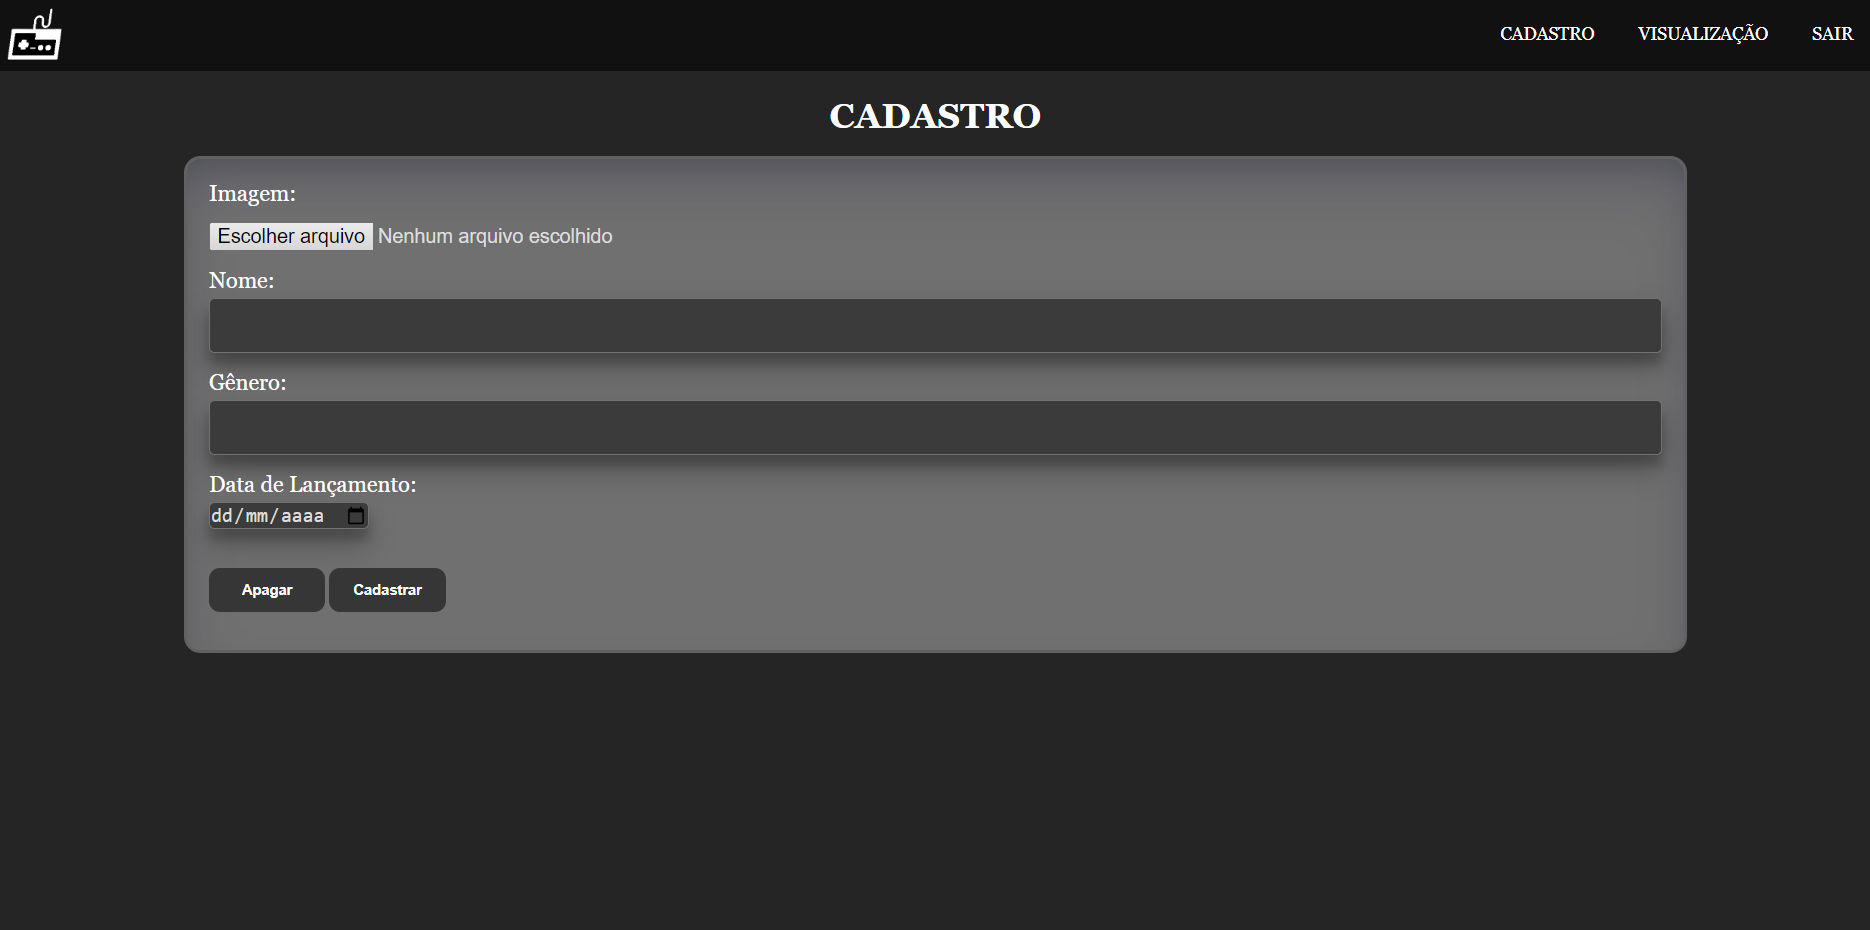 CADASTRO VISUALIZAÇÃO SAIR
CADASTRO
Imagem:
Escolher arquivo Nenhum arquivo escolhido
Nome:
Gênero:
Data de Lançamento:
dd/mm/aaaa
Apagar Cadastrar